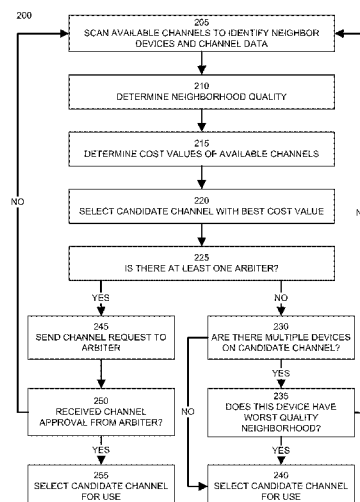 200
205
SCAN AVAILABLE CHANNELS TO IDENTIFY NEIGHBOR
DEVICES AND CHANNEL DATA
210
DETERMINE NEIGHBORHOOD QUALITY
215
DETERMINE COST VALUES OF AVAILABLE CHANNELS
220
SELECT CANDIDATE CHANNEL WITH BEST COST VALUE
225
IS THERE AT LEAST ONE ARBITER?
NO
N
YES
NO
245
SEND CHANNEL REQUEST TO
ARBITER
230
ARE THERE MULTIPLE DEVICES
ON CANDIDATE CHANNEL?
YES
250
RECEIVED CHANNEL
APPROVAL FROM ARBITER?
NO
235
DOES THIS DEVICE HAVE
WORST QUALITY
NEIGHBORHOOD?
YES
YES
255
SELECT CANDIDATE CHANNEL
FOR USE
240
SELECT CANDIDATE CHANNEL
FOR USE